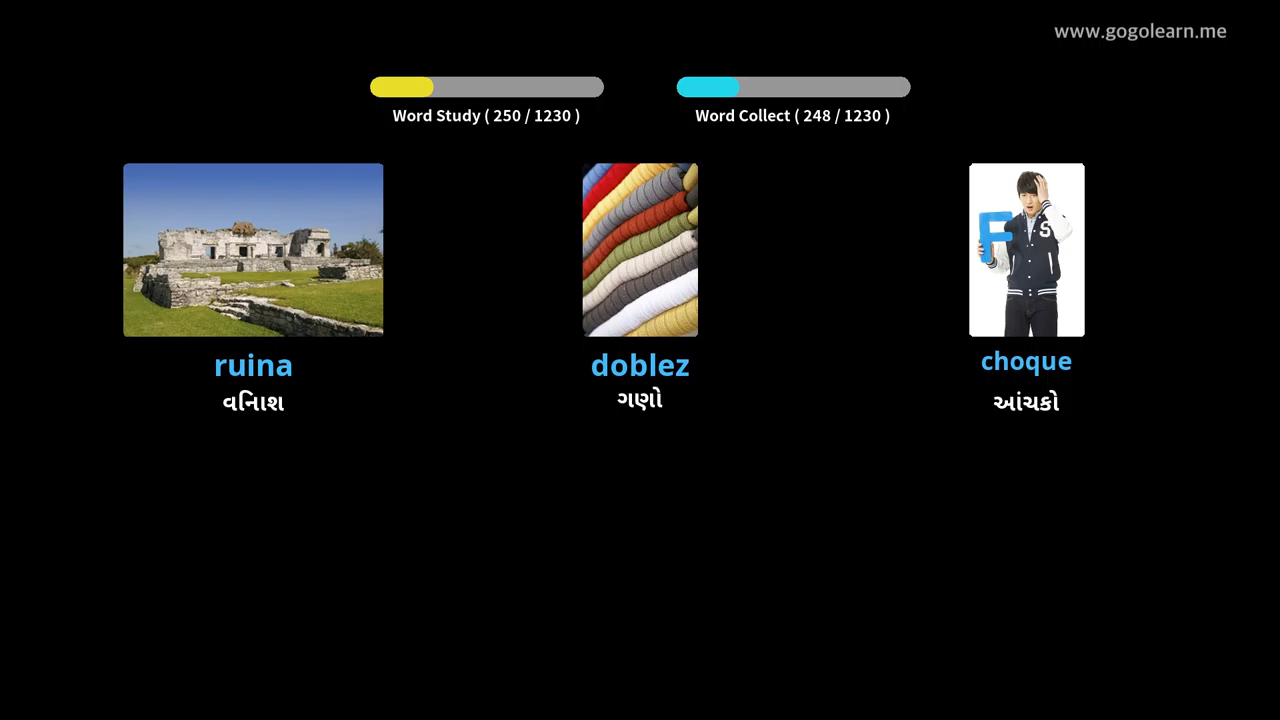 www.gogolearn.me
Word Study ( 250 / 1230 )
Word Collect ( 248 / 1230 )
F
S
ruina
doblez
choque
વિનાશ
ગણો
આંચકો